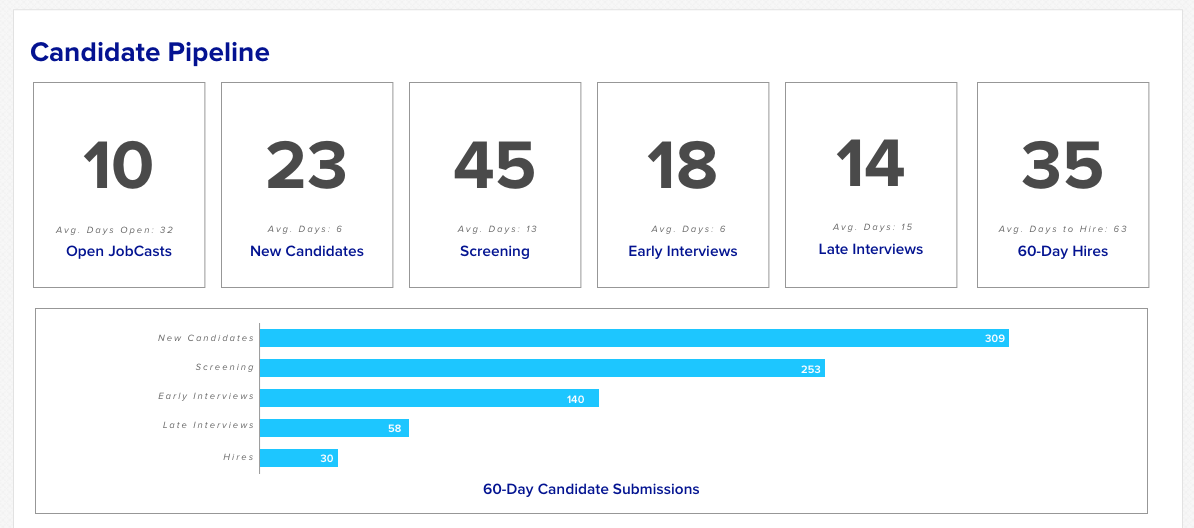 Candidate Pipeline
10
Avg. Days Open: 32
Open JobCasts
23
Avg. Days: 6
New Candidates
45
Avg. Days: 13
Screening
18
Avg. Days: 6
Early Interviews
14
Avg. Days: 15
Late Interviews
35
Avg. Days to Hire: 63
60-Day Hires
New Candidates 309
Screening 253
Early Interviews 140
Late Interviews 58
Hires 30
60-Day Candidate Submissions